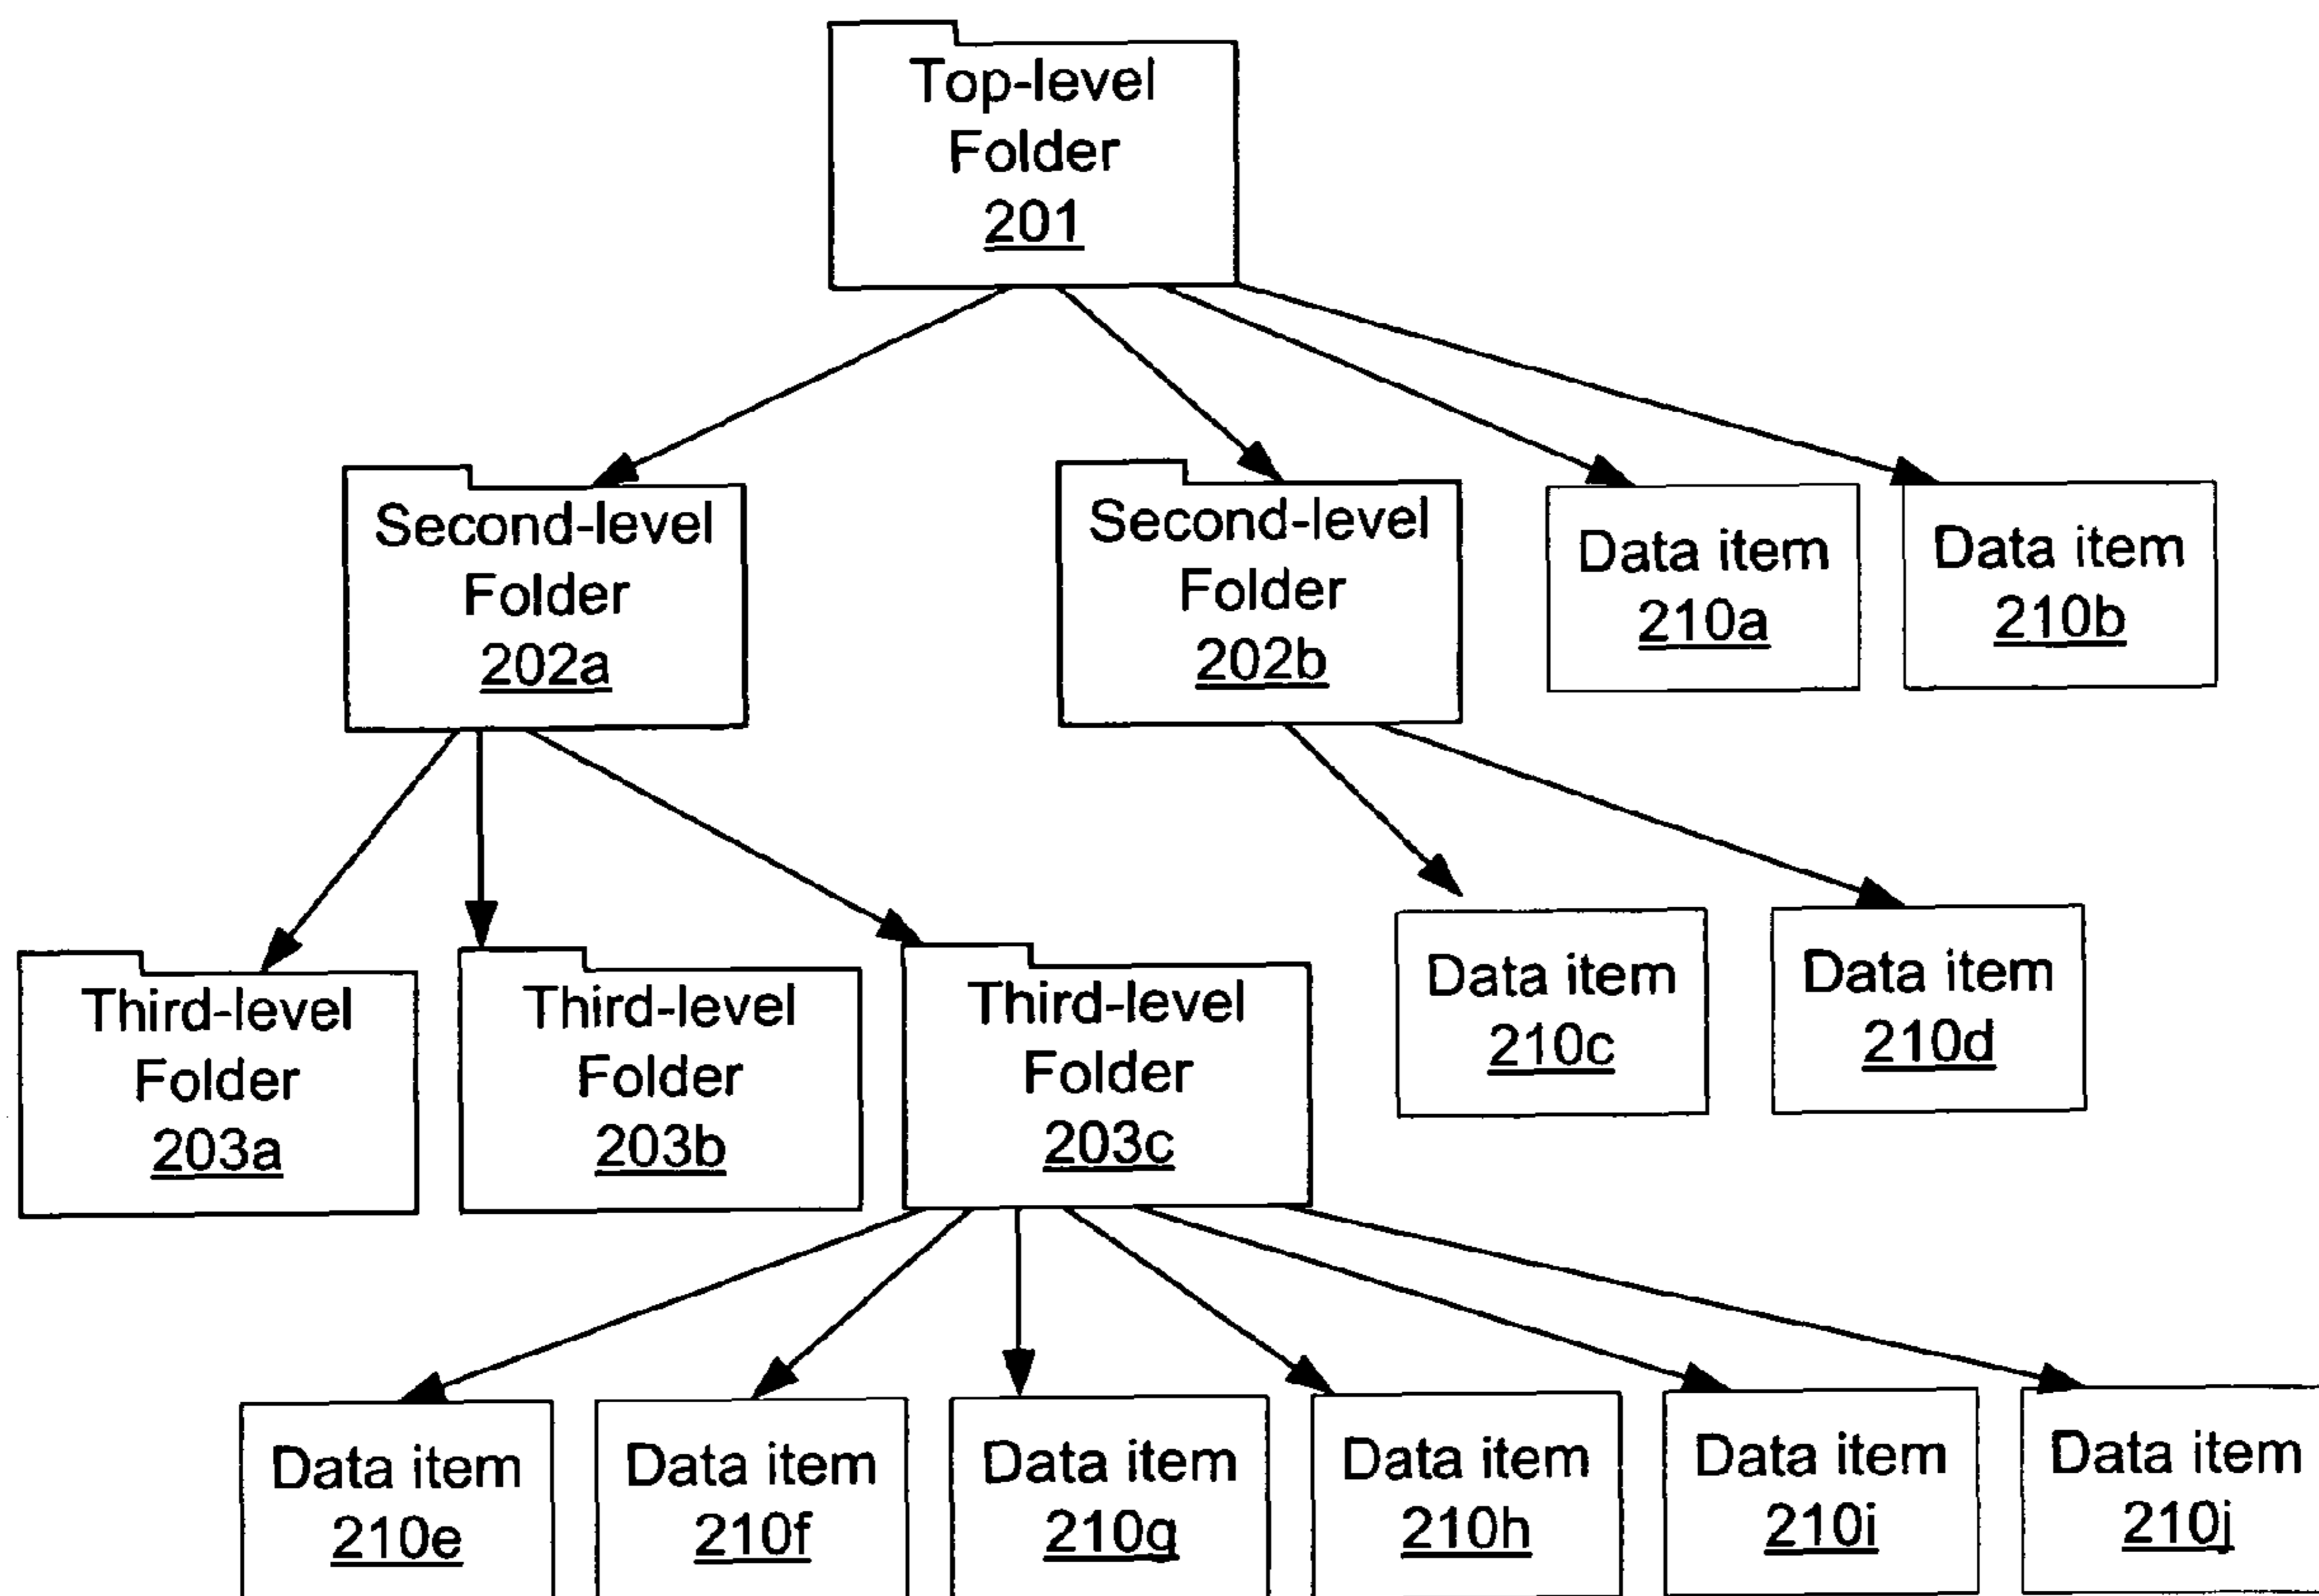 Top-level
Folder
201
Second-level
Folder
202a
Second-level
Folder
202b
Data item
210a
Data item
210b
Third-level
Folder
203a
Third-level
Folder
203b
Third-level
Folder
203c
Data item
210c
Data item
210d
Data item
210e
Data item
210f
Data item
210g
Data item
210h
Data item
210i
Data item
210j